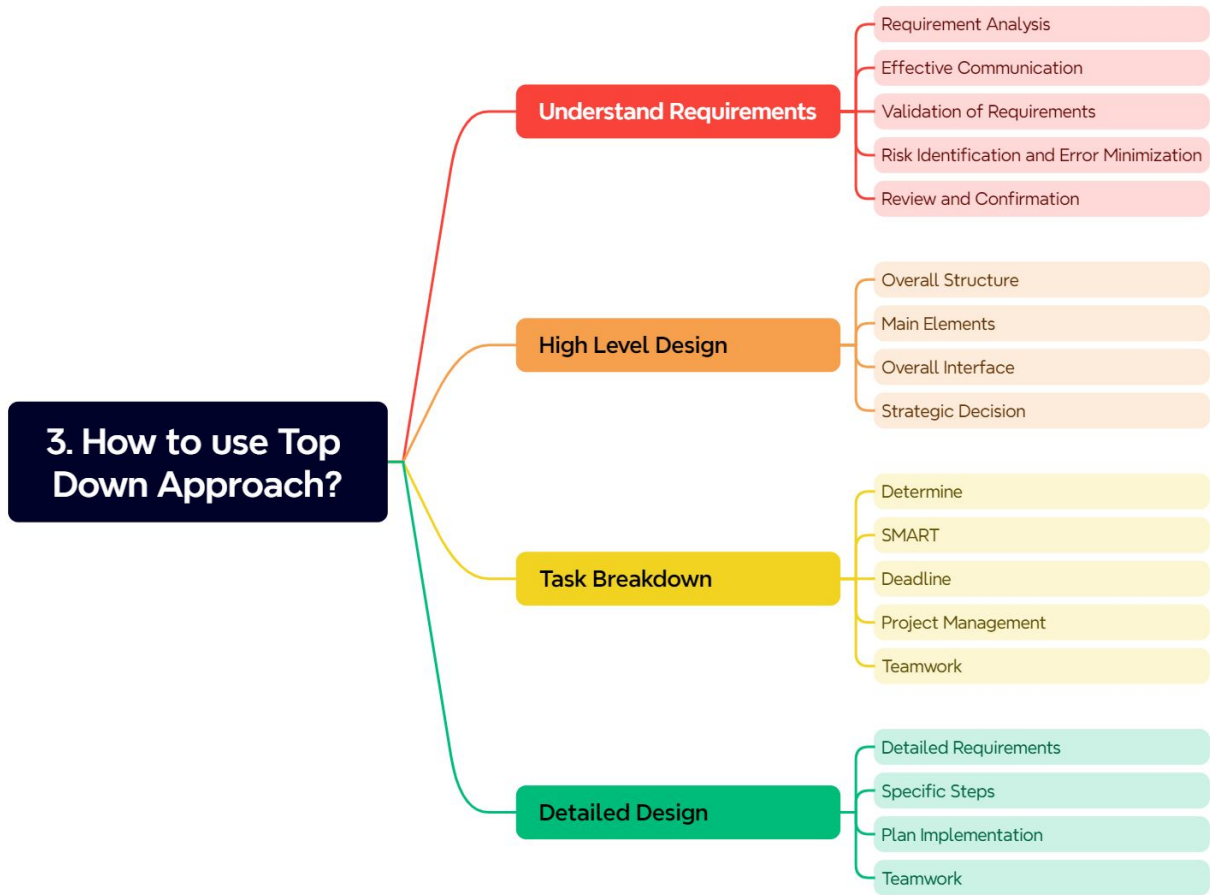 3. How to use Top
Down Approach?
Understand Requirements
Requirement Analysis
Effective Communication
Validation of Requirements
Risk Identification and Error Minimization
Review and Confirmation
High Level Design
Overall Structure
Main Elements
Overall Interface
Strategic Decision
Task Breakdown
Determine
SMART
Deadline
Project Management
Teamwork
Detailed Design
Detailed Requirements
Specific Steps
Plan Implementation
Teamwork